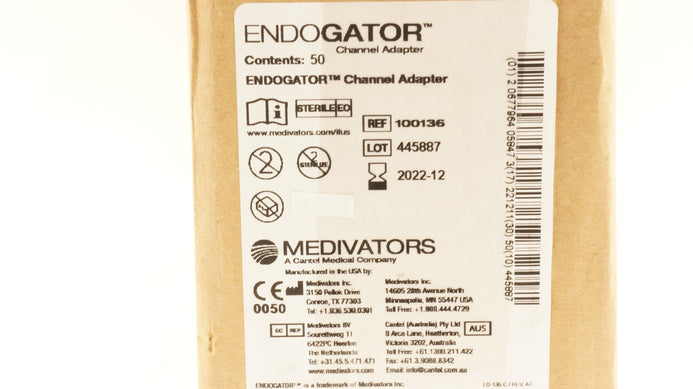 ENDOGATOR™
Channel Adapter
Contents: 50
ENDOGATOR™ Channel Adapter
STERILE EO
www.medivators.com/ifus
REF 100136
LOT 445887
2
2
STERILIZE
2022-12
MEDIVATORS
A Cantel Medical Company
Manufactured in the USA by:
CE
0050
Medivators Inc.
3150 Pollok Drive
Conroe, TX 77303
Tel: +1.936.539.0391
Medivators Inc.
14605 28th Avenue North
Minneapolis, MN 55447 USA
Toll Free: +1.888.444.4729
EC REP
Medivators BV
Sourethweg 11
6422PC Heerlen
The Netherlands
Tel: +31.45.5.471.471
www.medivators.com
Cantel (Australia) Pty Ltd
9 Arco Lane, Heatherton,
Victoria 3202, Australia
Toll Free: +61.1300.211.422
Fax: +61.3.9088.8342
Email: info@cantel.com.au
AUS
ENDOGATOR™ is a trademark of Medivators Inc.
(01) 2 0677964 05947 3(17) 221211(30) 50(10) 445887